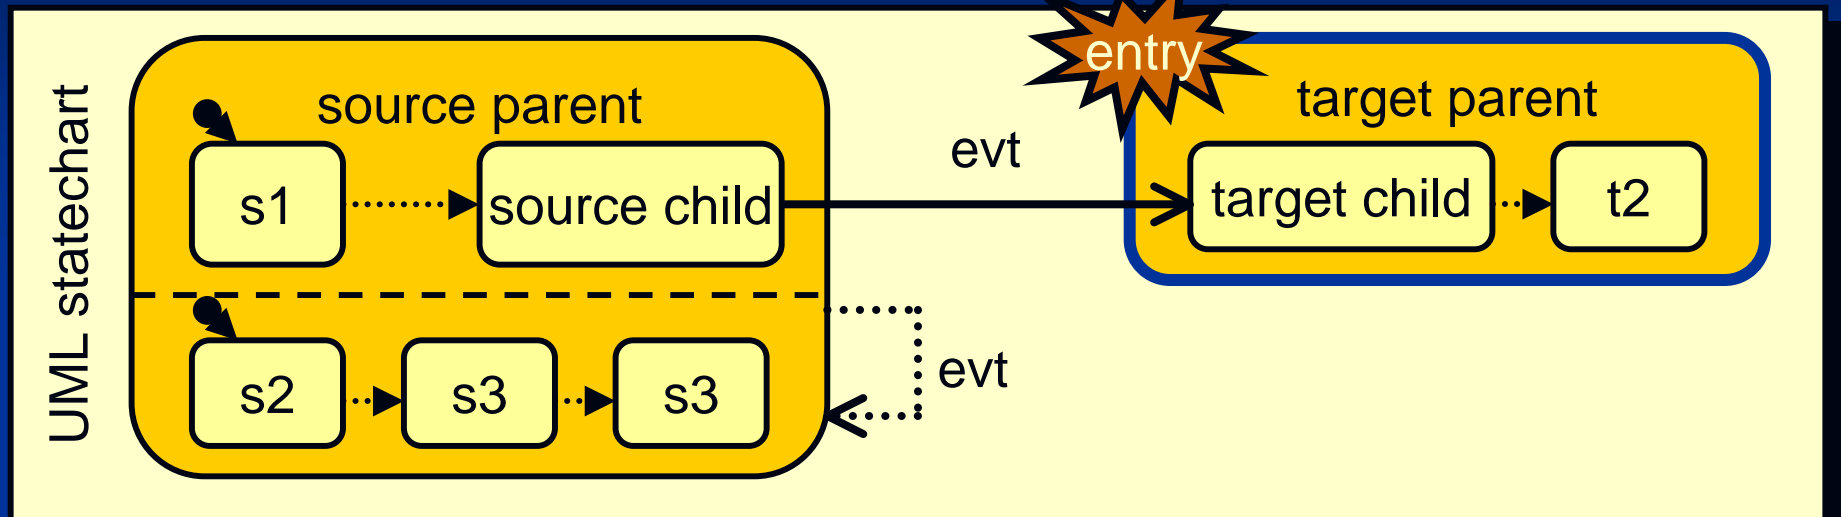 UML statechart
source parent
s1
source child
s2
s3
s3
evt
evt
entry
target parent
target child
t2